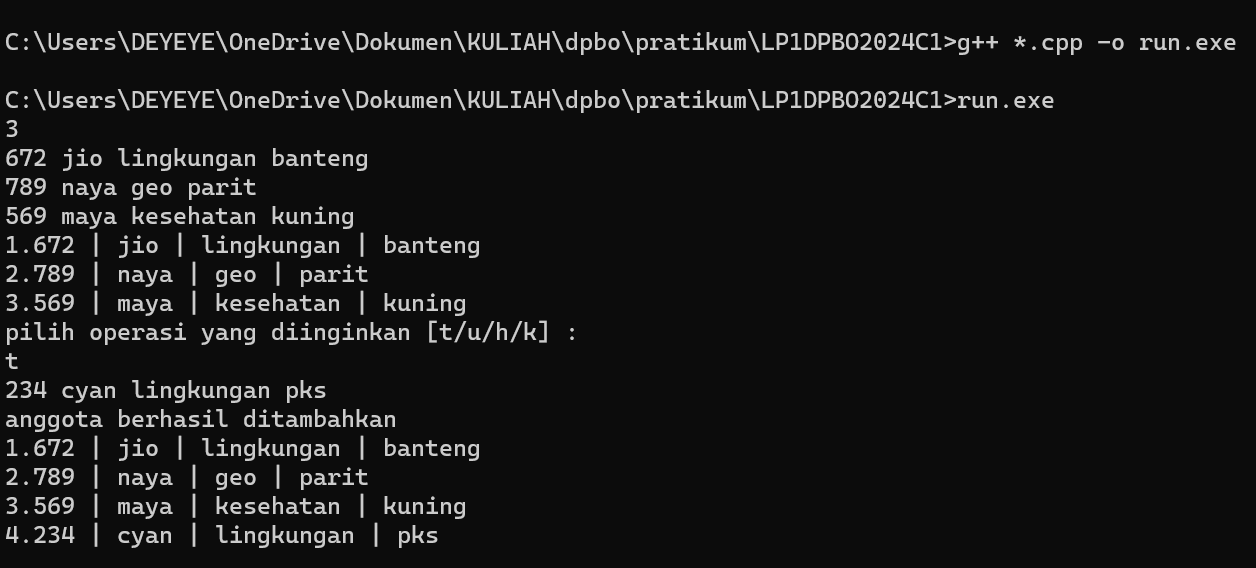 C:\Users\DEYEYE\OneDrive\Dokumen\KULIAH\dpbo\pratikum\LP1DPBO2024C1>g++ *.cpp -o run.exe
C:\Users\DEYEYE\OneDrive\Dokumen\KULIAH\dpbo\pratikum\LP1DPBO2024C1>run.exe
3
672 jio lingkungan banteng
789 naya geo parit
569 maya kesehatan kuning
1.672 | jio | lingkungan | banteng
2.789 | naya | geo | parit
3.569 | maya | kesehatan | kuning
pilih operasi yang diinginkan [t/u/h/k] :
t
234 cyan lingkungan pks
anggota berhasil ditambahkan
1.672 | jio | lingkungan | banteng
2.789 | naya | geo | parit
3.569 | maya | kesehatan | kuning
4.234 | cyan | lingkungan | pks